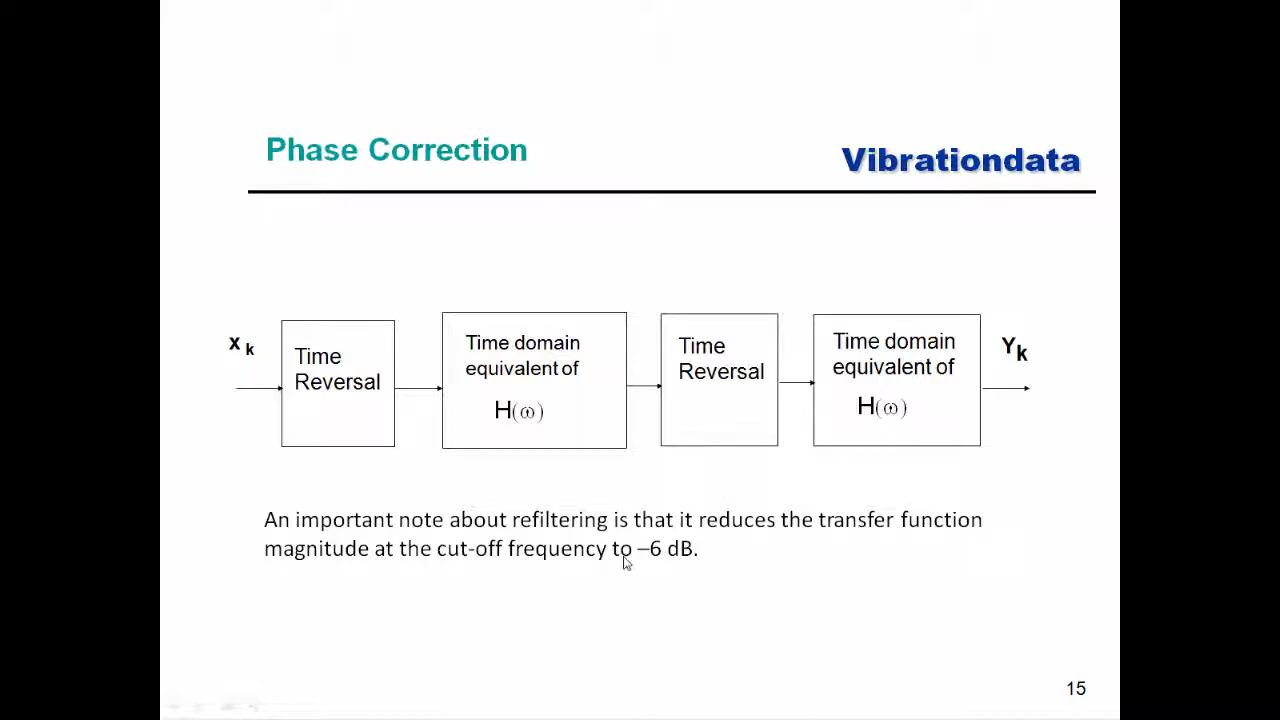 Phase Correction
Vibrationdata
x k
Time
Reversal
Time domain
equivalent of
H(ω)
Time
Reversal
Time domain
equivalent of
H(ω)
Yk
An important note about refiltering is that it reduces the transfer function
magnitude at the cut-off frequency to –6 dB.
15